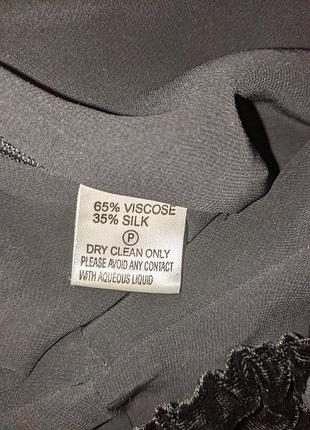 65% VISCOSE
35% SILK
P
DRY CLEAN ONLY
PLEASE AVOID ANY CONTACT
WITH AQUEOUS LIQUID